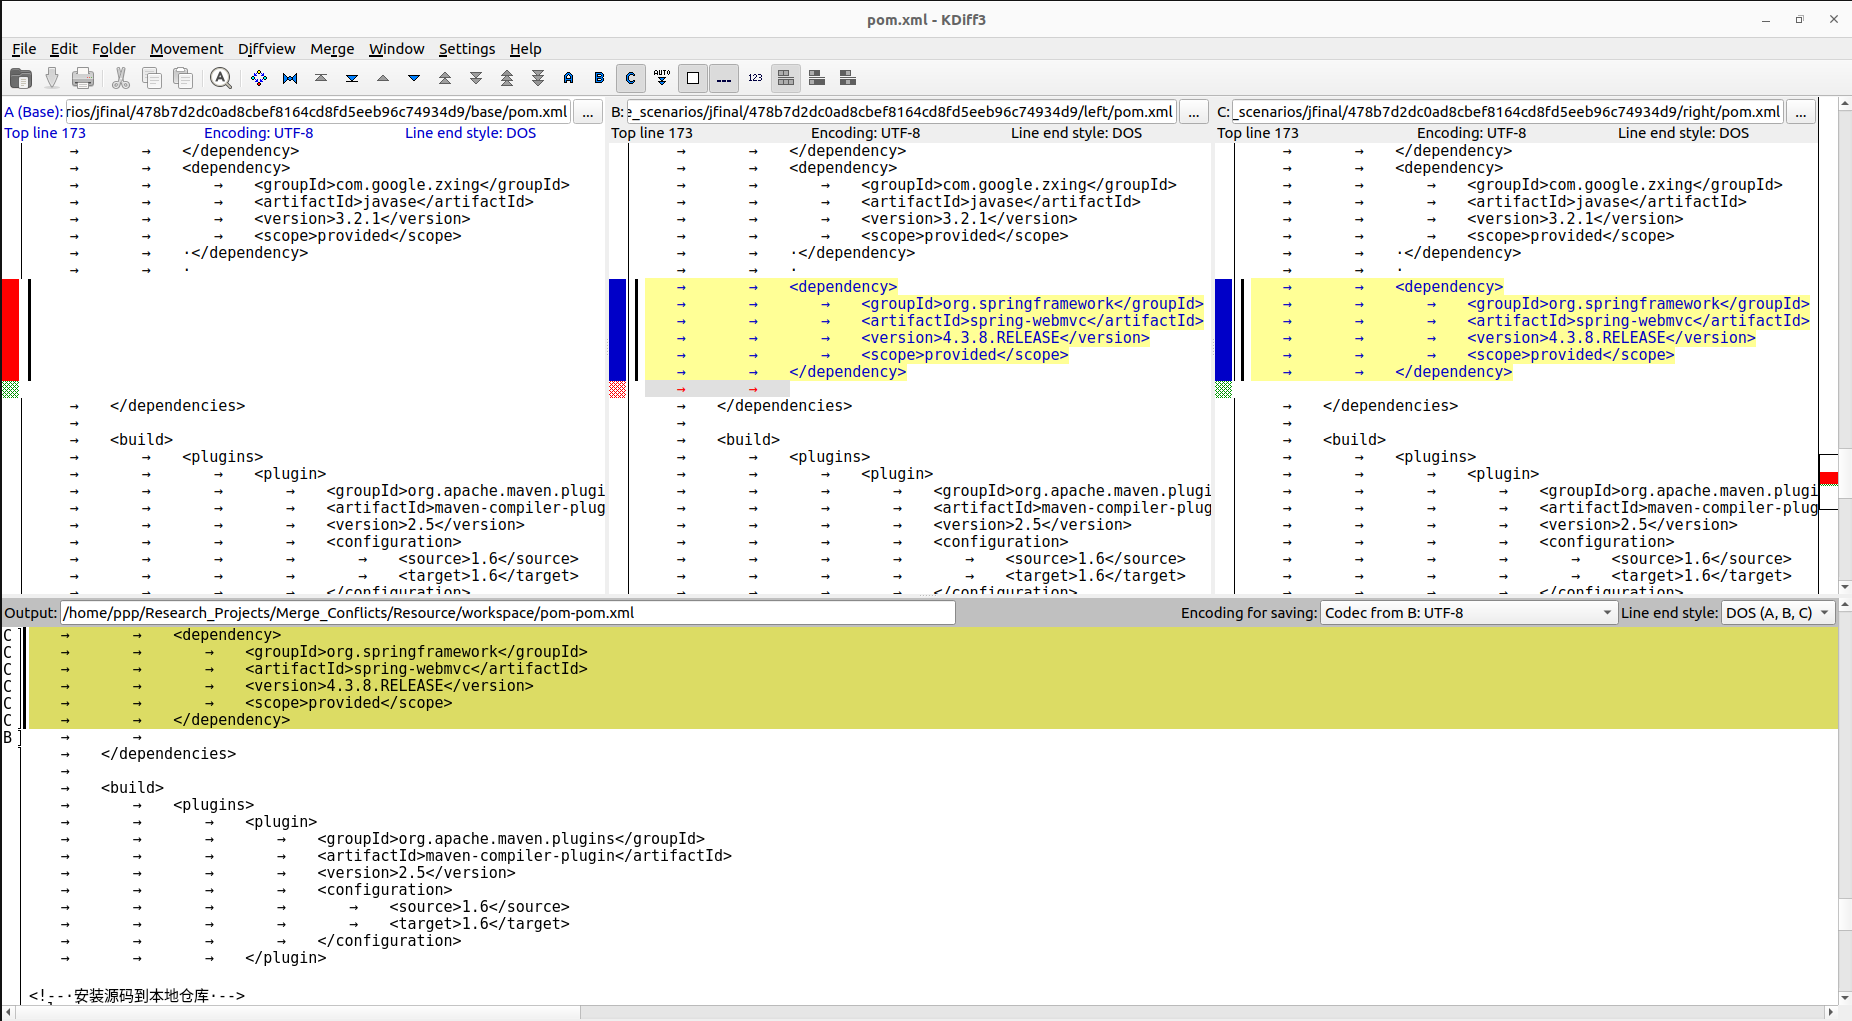 pom.xml - KDiff3
File Edit Folder Movement Diffview Merge Window Settings Help
A B C AUTO 123
A (Base): rios/jfinal/478b7d2dc0ad8cbef8164cd8fd5eeb96c74934d9/base/pom.xml ...
Top line 173 Encoding: UTF-8 Line end style: DOS
→ → </dependency>
→ → <dependency>
→ → → <groupId>com.google.zxing</groupId>
→ → → <artifactId>javase</artifactId>
→ → → <version>3.2.1</version>
→ → → <scope>provided</scope>
→ → ·</dependency>
→ → ·
→ </dependencies>
→
→ <build>
→ → <plugins>
→ → → <plugin>
→ → → → <groupId>org.apache.maven.plugi
→ → → → <artifactId>maven-compiler-plug
→ → → → <version>2.5</version>
→ → → → <configuration>
→ → → → → <source>1.6</source>
→ → → → → <target>1.6</target>
→ → → → </configuration>
B: e_scenarios/jfinal/478b7d2dc0ad8cbef8164cd8fd5eeb96c74934d9/left/pom.xml ...
Top line 173 Encoding: UTF-8 Line end style: DOS
→ → </dependency>
→ → <dependency>
→ → → <groupId>com.google.zxing</groupId>
→ → → <artifactId>javase</artifactId>
→ → → <version>3.2.1</version>
→ → → <scope>provided</scope>
→ → ·</dependency>
→ → ·
→ → <dependency>
→ → → <groupId>org.springframework</groupId>
→ → → <artifactId>spring-webmvc</artifactId>
→ → → <version>4.3.8.RELEASE</version>
→ → → <scope>provided</scope>
→ → </dependency>
→ →
→ </dependencies>
→
→ <build>
→ → <plugins>
→ → → <plugin>
→ → → → <groupId>org.apache.maven.plugi
→ → → → <artifactId>maven-compiler-plug
→ → → → <version>2.5</version>
→ → → → <configuration>
→ → → → → <source>1.6</source>
→ → → → → <target>1.6</target>
→ → → → </configuration>
C: _scenarios/jfinal/478b7d2dc0ad8cbef8164cd8fd5eeb96c74934d9/right/pom.xml ...
Top line 173 Encoding: UTF-8 Line end style: DOS
→ → </dependency>
→ → <dependency>
→ → → <groupId>com.google.zxing</groupId>
→ → → <artifactId>javase</artifactId>
→ → → <version>3.2.1</version>
→ → → <scope>provided</scope>
→ → ·</dependency>
→ → ·
→ → <dependency>
→ → → <groupId>org.springframework</groupId>
→ → → <artifactId>spring-webmvc</artifactId>
→ → → <version>4.3.8.RELEASE</version>
→ → → <scope>provided</scope>
→ → </dependency>
→ </dependencies>
→
→ <build>
→ → <plugins>
→ → → <plugin>
→ → → → <groupId>org.apache.maven.plugi
→ → → → <artifactId>maven-compiler-plug
→ → → → <version>2.5</version>
→ → → → <configuration>
→ → → → → <source>1.6</source>
→ → → → → <target>1.6</target>
→ → → → </configuration>
Output: /home/ppp/Research_Projects/Merge_Conflicts/Resource/workspace/pom-pom.xml Encoding for saving: Codec from B: UTF-8 Line end style: DOS (A, B, C)
C → → <dependency>
C → → → <groupId>org.springframework</groupId>
C → → → <artifactId>spring-webmvc</artifactId>
C → → → <version>4.3.8.RELEASE</version>
C → → → <scope>provided</scope>
C → → </dependency>
B → →
→ </dependencies>
→
→ <build>
→ → <plugins>
→ → → <plugin>
→ → → → <groupId>org.apache.maven.plugins</groupId>
→ → → → <artifactId>maven-compiler-plugin</artifactId>
→ → → → <version>2.5</version>
→ → → → <configuration>
→ → → → → <source>1.6</source>
→ → → → → <target>1.6</target>
→ → → → </configuration>
→ → → </plugin>
<!--·安装源码到本地仓库·-->